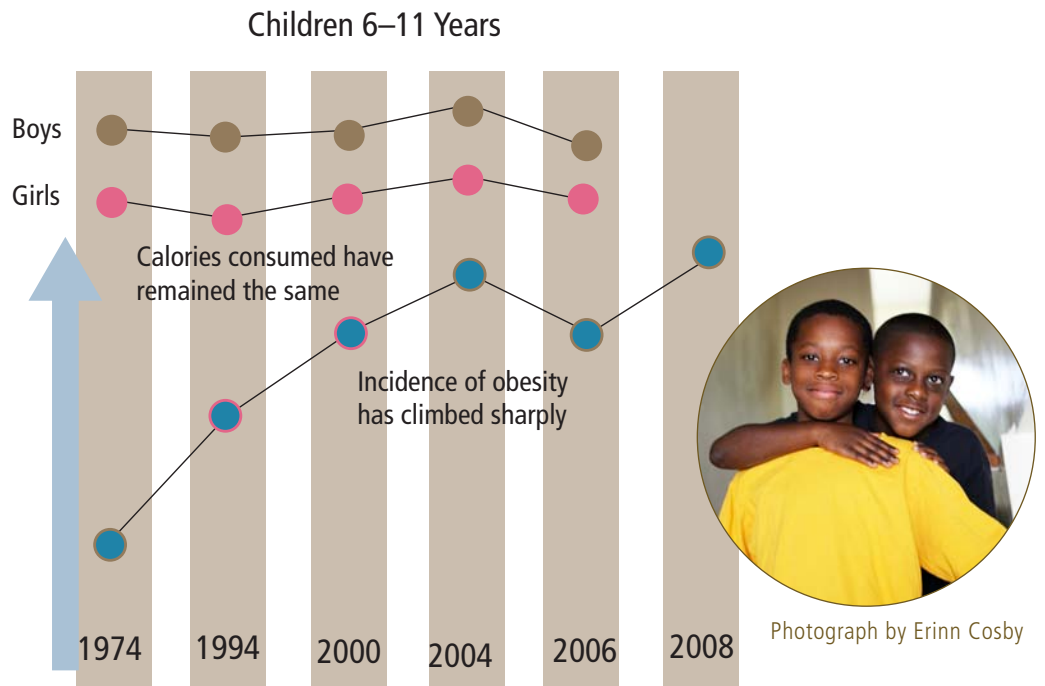 Children 6–11 Years
Boys
Girls
Calories consumed have
remained the same
Incidence of obesity
has climbed sharply
1974 1994 2000 2004 2006 2008
Photograph by Erinn Cosby